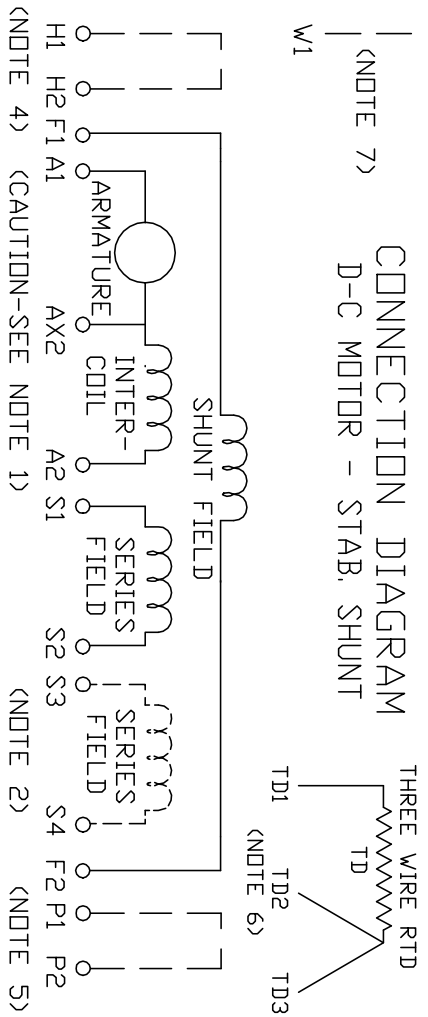 CONNECTION DIAGRAM
D-C MOTOR - STAB. SHUNT
W1
(NOTE 7)
THREE WIRE RTD
TD
TD1
TD2
TD3
(NOTE 6)
SHUNT FIELD
ARMATURE
INTER-
COIL
SERIES
FIELD
SERIES
FIELD
H1
H2
F1
A1
AX2
A2
S1
S2
S3
S4
F2
P1
P2
(NOTE 4)
(CAUTION-SEE NOTE 1)
(NOTE 2)
(NOTE 5)